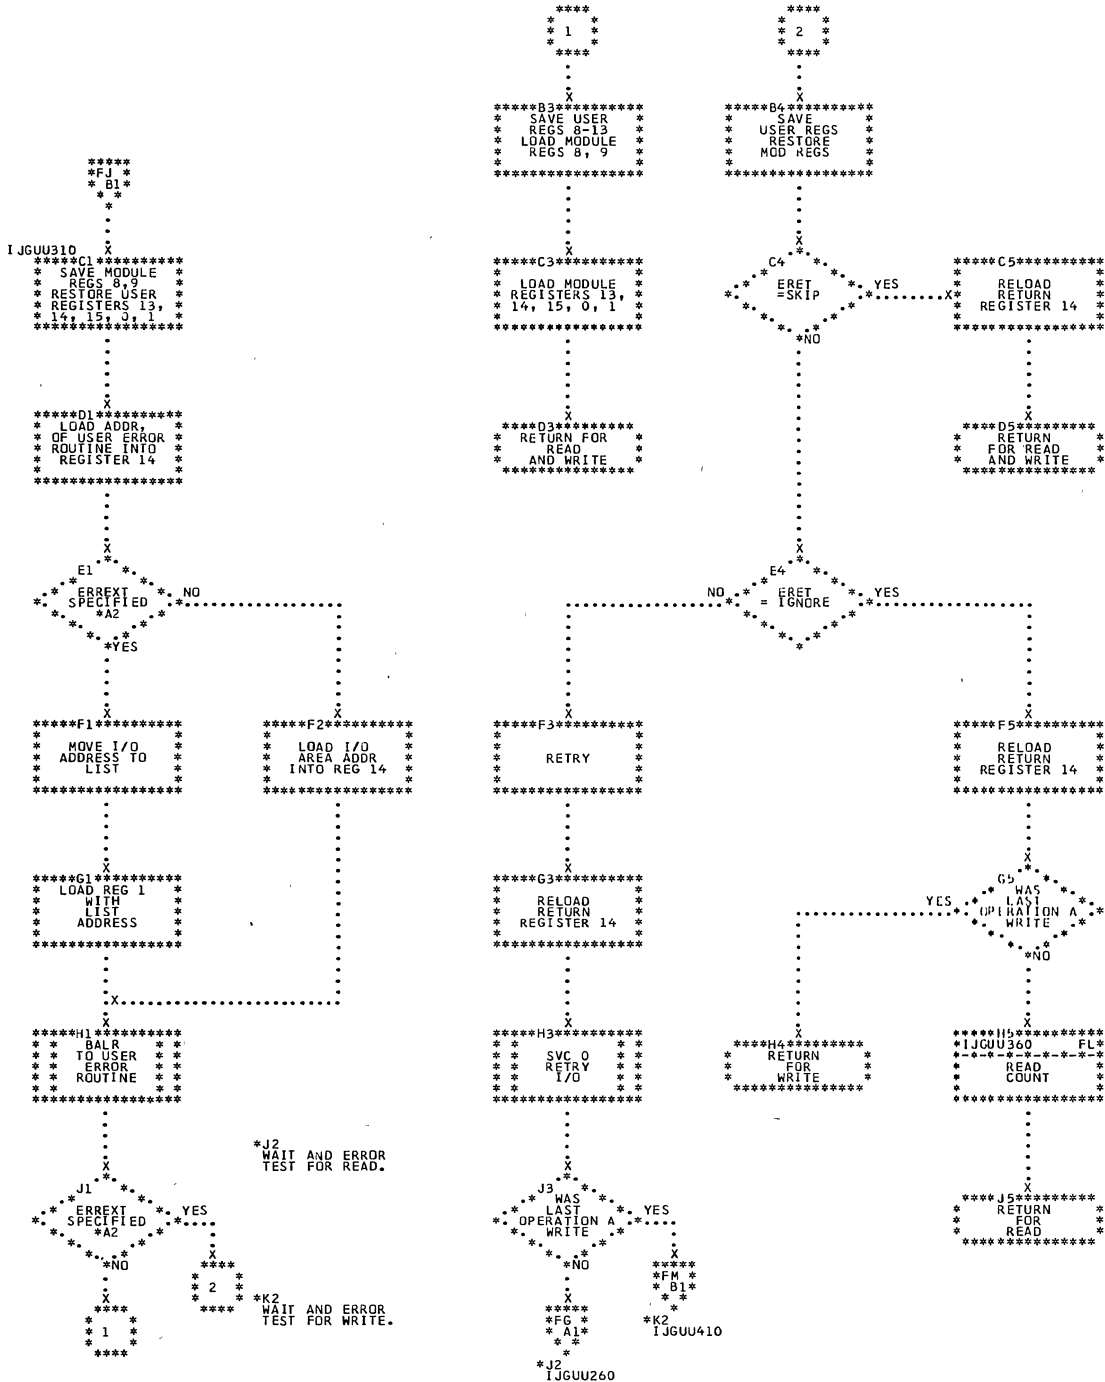 1
2
B3
SAVE USER
REGS 8-13
LOAD MODULE
REGS 8, 9
B4
SAVE
USER REGS
RESTORE
MOD REGS
FJ
B1
IJGUU310
C1
SAVE MODULE
REGS 8,9
RESTORE USER
REGISTERS 13,
14, 15, 0, 1
C3
LOAD MODULE
REGISTERS 13,
14, 15, 0, 1
C4
ERET
=SKIP
YES
NO
C5
RELOAD
RETURN
REGISTER 14
D1
LOAD ADDR,
OF USER ERROR
ROUTINE INTO
REGISTER 14
D3
RETURN FOR
READ
AND WRITE
D5
RETURN
FOR READ
AND WRITE
E1
ERREXT
SPECIFIED
*A2
NO
YES
E4
ERET
= IGNORE
NO
YES
F1
MOVE I/O
ADDRESS TO
LIST
F2
LOAD I/O
AREA ADDR
INTO REG 14
F3
RETRY
F5
RELOAD
RETURN
REGISTER 14
G1
LOAD REG 1
WITH
LIST
ADDRESS
G3
RELOAD
RETURN
REGISTER 14
G5
WAS
LAST
OPERATION A
WRITE
YES
NO
H1
BALR
TO USER
ERROR
ROUTINE
H3
SVC 0
RETRY
I/O
H4
RETURN
FOR
WRITE
H5
IJGUU360 FL
READ
COUNT
*J2
WAIT AND ERROR
TEST FOR READ.
J1
ERREXT
SPECIFIED
*A2
YES
NO
J3
WAS
LAST
OPERATION A
WRITE
YES
NO
J5
RETURN
FOR
READ
2
1
*K2
WAIT AND ERROR
TEST FOR WRITE.
FM
B1
*K2
IJGUU410
FG
A1
*J2
IJGUU260